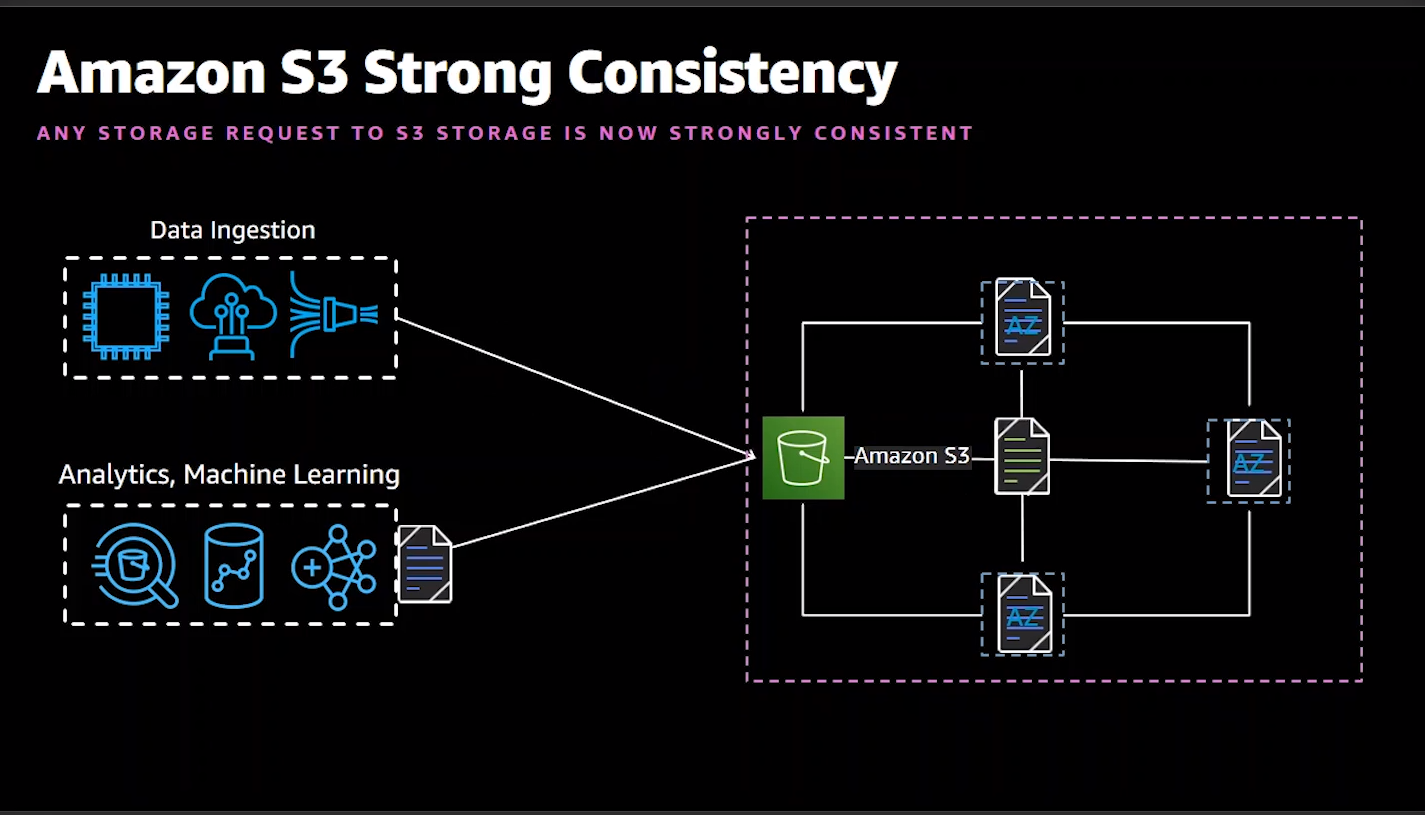 Amazon S3 Strong Consistency
ANY STORAGE REQUEST TO S3 STORAGE IS NOW STRONGLY CONSISTENT
Data Ingestion
AZ
Amazon S3
AZ
Analytics, Machine Learning
AZ